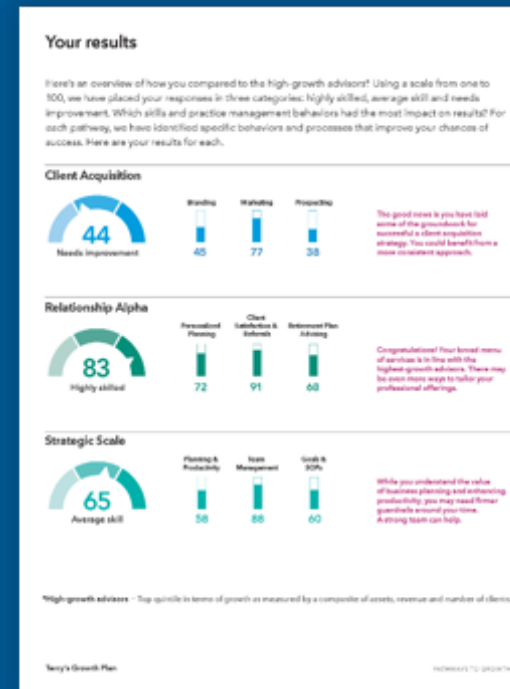 Your results
Here's an overview of how you compared to the high-growth advisors.* Using a scale from one to
100, we have placed your responses in three categories: highly skilled, average skill and needs
improvement. Which skills and practice management behaviors had the most impact on results? For
each pathway, we have identified specific behaviors and processes that improve your chances of
success. Here are your results for each.
Client Acquisition
44
Needs improvement
Branding
45
Marketing
77
Prospecting
38
The good news is you have laid
some of the groundwork for
successful a client acquisition
strategy. You could benefit from a
more consistent approach.
Relationship Alpha
83
Highly skilled
Personalized
Planning
72
Client
Satisfaction &
Referrals
91
Retirement Plan
Advising
68
Congratulations! Your broad menu
of services is in line with the
highest-growth advisors. There may
be even more ways to tailor your
professional offerings.
Strategic Scale
65
Average skill
Planning &
Productivity
58
Team
Management
88
Goals &
SOPs
60
While you understand the value
of business planning and enhancing
productivity, you may need firmer
guardrails around your time.
A strong team can help.
*High-growth advisors – Top quintile in terms of growth as measured by a composite of assets, revenue and number of clients
Terry's Growth Plan
PATHWAYS TO GROWTH